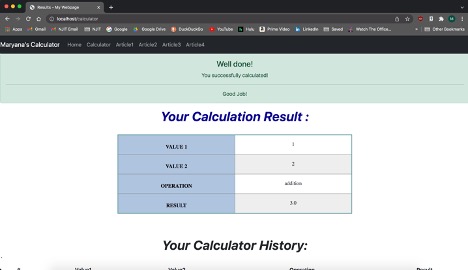 Results - My Webpage
localhost/calculator
Apps Gmail NJIT Email NJIT Google Google Drive DuckDuckGo YouTube Hulu Prime Video LinkedIn Saved Watch The Office... Other Bookmarks
Maryana's Calculator Home Calculator Article1 Article2 Article3 Article4
Well done!
You successfully calculated!
Good Job!
Your Calculation Result :
VALUE 1 1
VALUE 2 2
OPERATION addition
RESULT 3.0
Your Calculator History:
# Value1 Value2 Operation Result